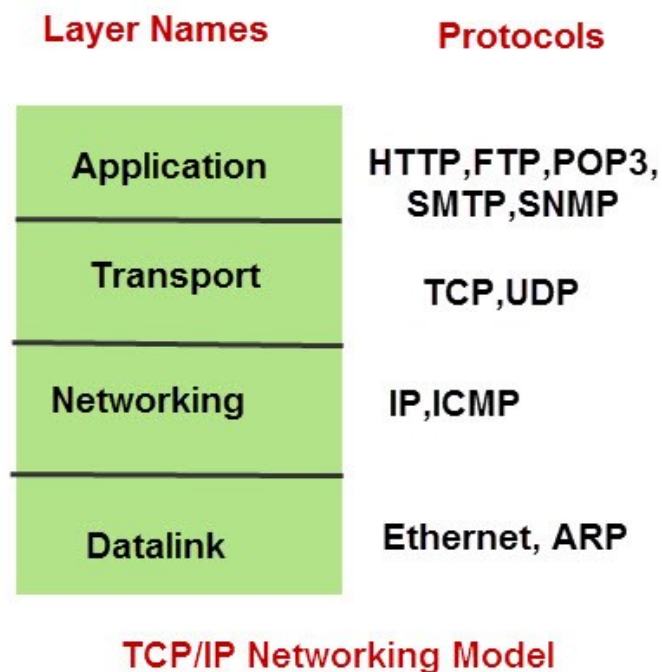 Layer Names
Protocols
Application
HTTP,FTP,POP3,
SMTP,SNMP
Transport
TCP,UDP
Networking
IP,ICMP
Datalink
Ethernet, ARP
TCP/IP Networking Model